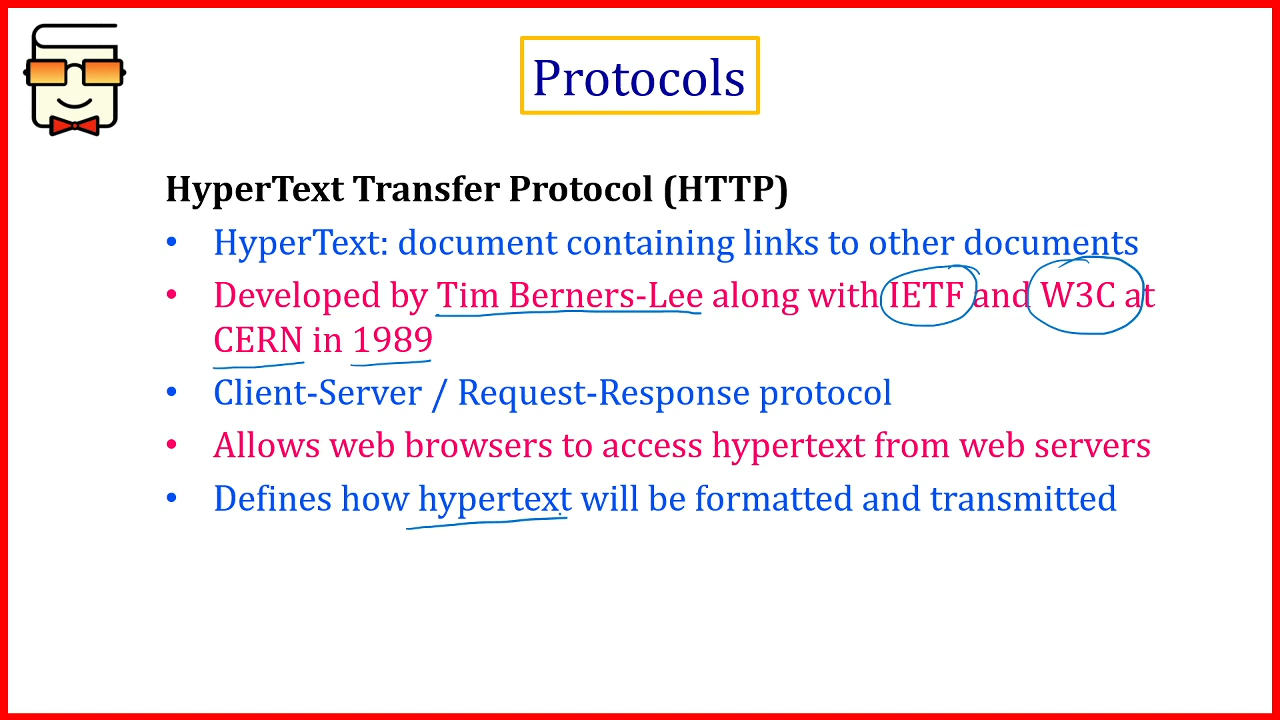 Protocols
HyperText Transfer Protocol (HTTP)
• HyperText: document containing links to other documents
• Developed by Tim Berners-Lee along with IETF and W3C at
CERN in 1989
• Client-Server / Request-Response protocol
• Allows web browsers to access hypertext from web servers
• Defines how hypertext will be formatted and transmitted